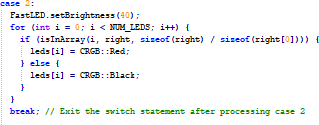 case 2:
FastLED.setBrightness(40);
for (int i = 0; i < NUM_LEDS; i++) {
if (isInArray(i, right, sizeof(right) / sizeof(right[0]))) {
leds[i] = CRGB::Red;
} else {
leds[i] = CRGB::Black;
}
}
break; // Exit the switch statement after processing case 2